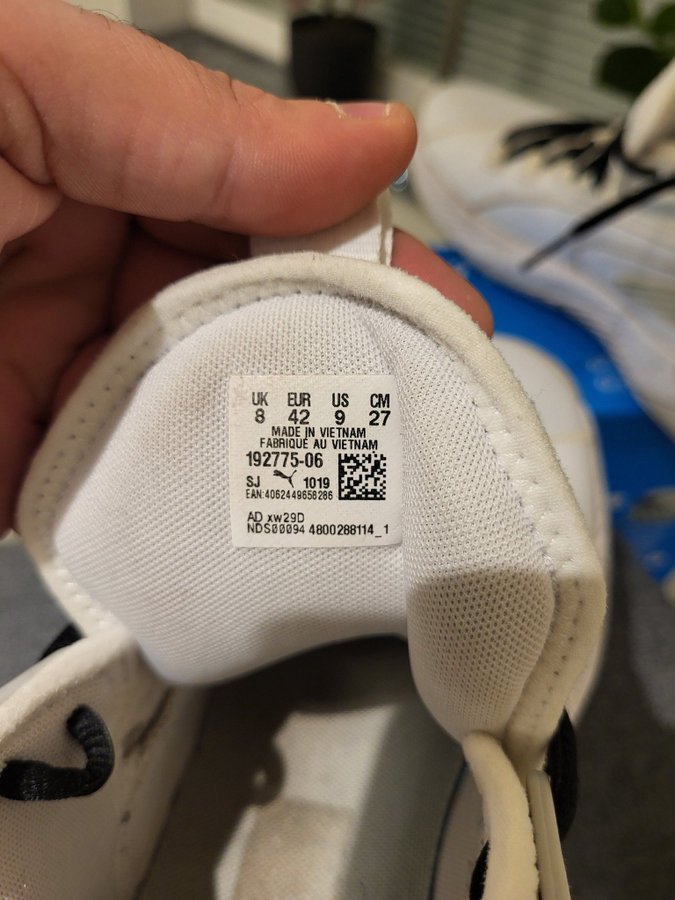 UK EUR US CM
8 42 9 27
MADE IN VIETNAM
FABRIQUÉ AU VIETNAM
192775-06
SJ 1019
EAN:4062449658286
AD xw29D
NDS00094 4800288114_1